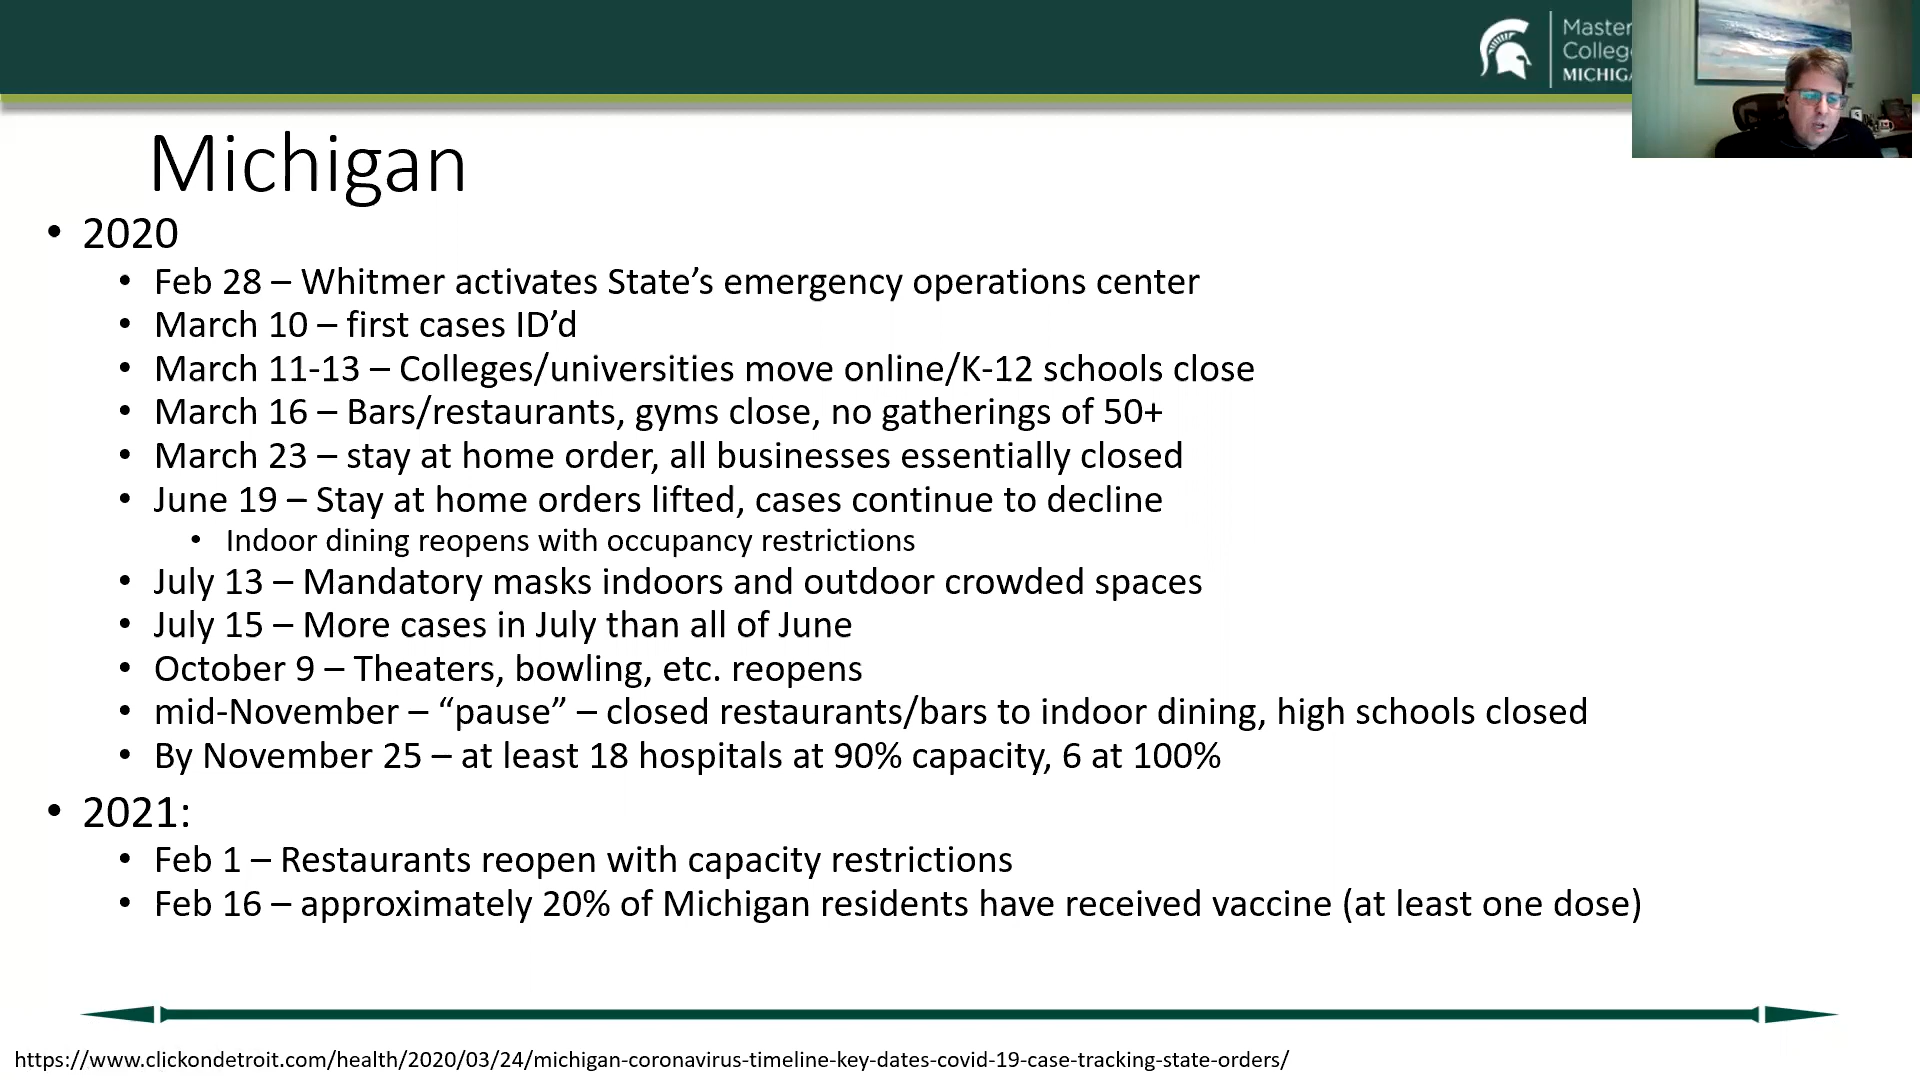 Master
Colleg
MICHIG
Michigan
• 2020
• Feb 28 – Whitmer activates State’s emergency operations center
• March 10 – first cases ID’d
• March 11-13 – Colleges/universities move online/K-12 schools close
• March 16 – Bars/restaurants, gyms close, no gatherings of 50+
• March 23 – stay at home order, all businesses essentially closed
• June 19 – Stay at home orders lifted, cases continue to decline
• Indoor dining reopens with occupancy restrictions
• July 13 – Mandatory masks indoors and outdoor crowded spaces
• July 15 – More cases in July than all of June
• October 9 – Theaters, bowling, etc. reopens
• mid-November – “pause” – closed restaurants/bars to indoor dining, high schools closed
• By November 25 – at least 18 hospitals at 90% capacity, 6 at 100%
• 2021:
• Feb 1 – Restaurants reopen with capacity restrictions
• Feb 16 – approximately 20% of Michigan residents have received vaccine (at least one dose)
https://www.clickondetroit.com/health/2020/03/24/michigan-coronavirus-timeline-key-dates-covid-19-case-tracking-state-orders/